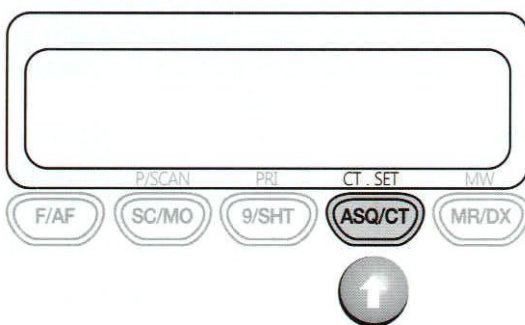 P/SCAN PRI CT . SET MW
F/AF SC/MO 9/SHT ASQ/CT MR/DX